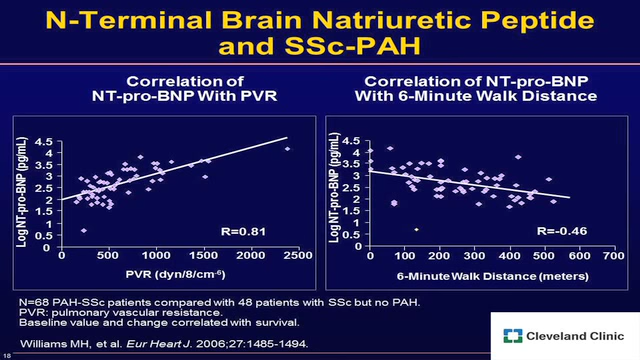 N-Terminal Brain Natriuretic Peptide
and SSc-PAH
Correlation of
NT-pro-BNP With PVR
Log NT-pro-BNP (pg/mL)
4.5
4
3.5
3
2.5
2
1.5
1
0.5
0
R=0.81
0 500 1000 1500 2000 2500
PVR (dyn/8/cm-6)
Correlation of NT-pro-BNP
With 6-Minute Walk Distance
Log NT-pro-BNP (pg/mL)
4.5
4
3.5
3
2.5
2
1.5
1
0.5
0
R=-0.46
0 100 200 300 400 500 600 700
6-Minute Walk Distance (meters)
N=68 PAH-SSc patients compared with 48 patients with SSc but no PAH.
PVR: pulmonary vascular resistance.
Baseline value and change correlated with survival.
Williams MH, et al. Eur Heart J. 2006;27:1485-1494.
18
Cleveland Clinic